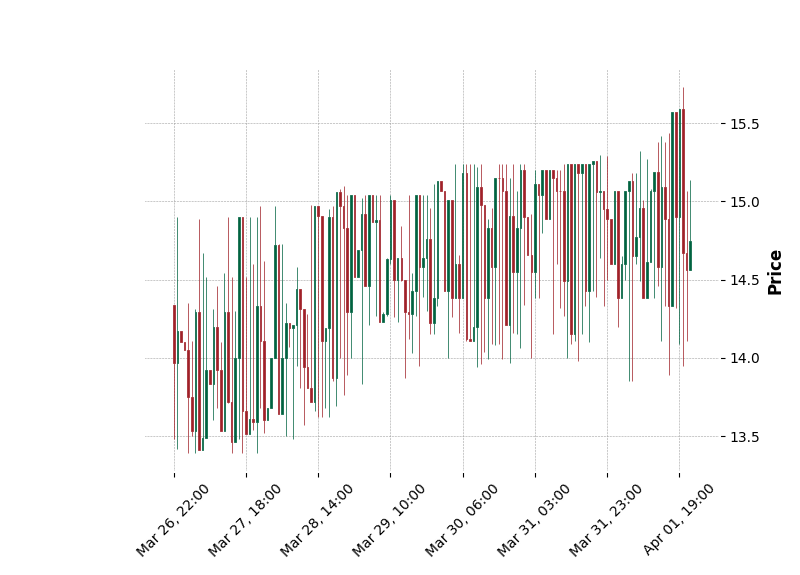 15.5
15.0
14.5
14.0
13.5
Price
Mar 26, 22:00
Mar 27, 18:00
Mar 28, 14:00
Mar 29, 10:00
Mar 30, 06:00
Mar 31, 03:00
Mar 31, 23:00
Apr 01, 19:00